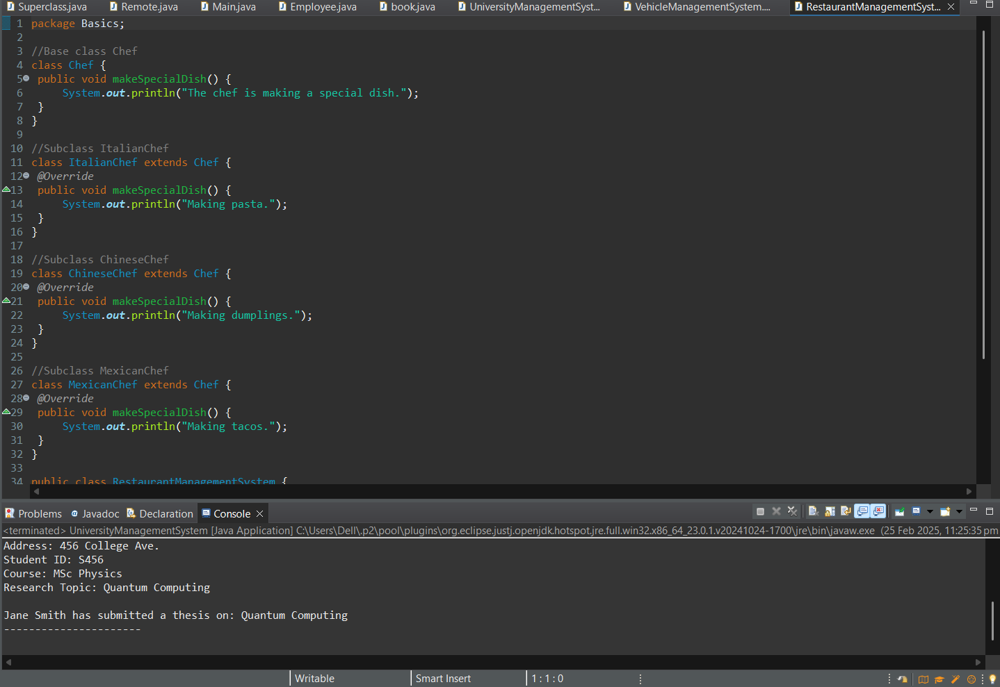 Superclass.java Remote.java Main.java Employee.java book.java UniversityManagementSyst... VehicleManagementSystem.... RestaurantManagementSyst...
1 package Basics;
2
3 //Base class Chef
4 class Chef {
5 public void makeSpecialDish() {
6 System.out.println("The chef is making a special dish.");
7 }
8 }
9
10 //Subclass ItalianChef
11 class ItalianChef extends Chef {
12 @Override
13 public void makeSpecialDish() {
14 System.out.println("Making pasta.");
15 }
16 }
17
18 //Subclass ChineseChef
19 class ChineseChef extends Chef {
20 @Override
21 public void makeSpecialDish() {
22 System.out.println("Making dumplings.");
23 }
24 }
25
26 //Subclass MexicanChef
27 class MexicanChef extends Chef {
28 @Override
29 public void makeSpecialDish() {
30 System.out.println("Making tacos.");
31 }
32 }
33
34 public class RestaurantManagementSystem {
Problems @ Javadoc Declaration Console
<terminated> UniversityManagementSystem [Java Application] C:\Users\Dell\.p2\pool\plugins\org.eclipse.justj.openjdk.hotspot.jre.full.win32.x86_64_23.0.1.v20241024-1700\jre\bin\javaw.exe (25 Feb 2025, 11:25:35 pm
Address: 456 College Ave.
Student ID: S456
Course: MSc Physics
Research Topic: Quantum Computing
Jane Smith has submitted a thesis on: Quantum Computing
----------------------
Writable Smart Insert 1 : 1 : 0